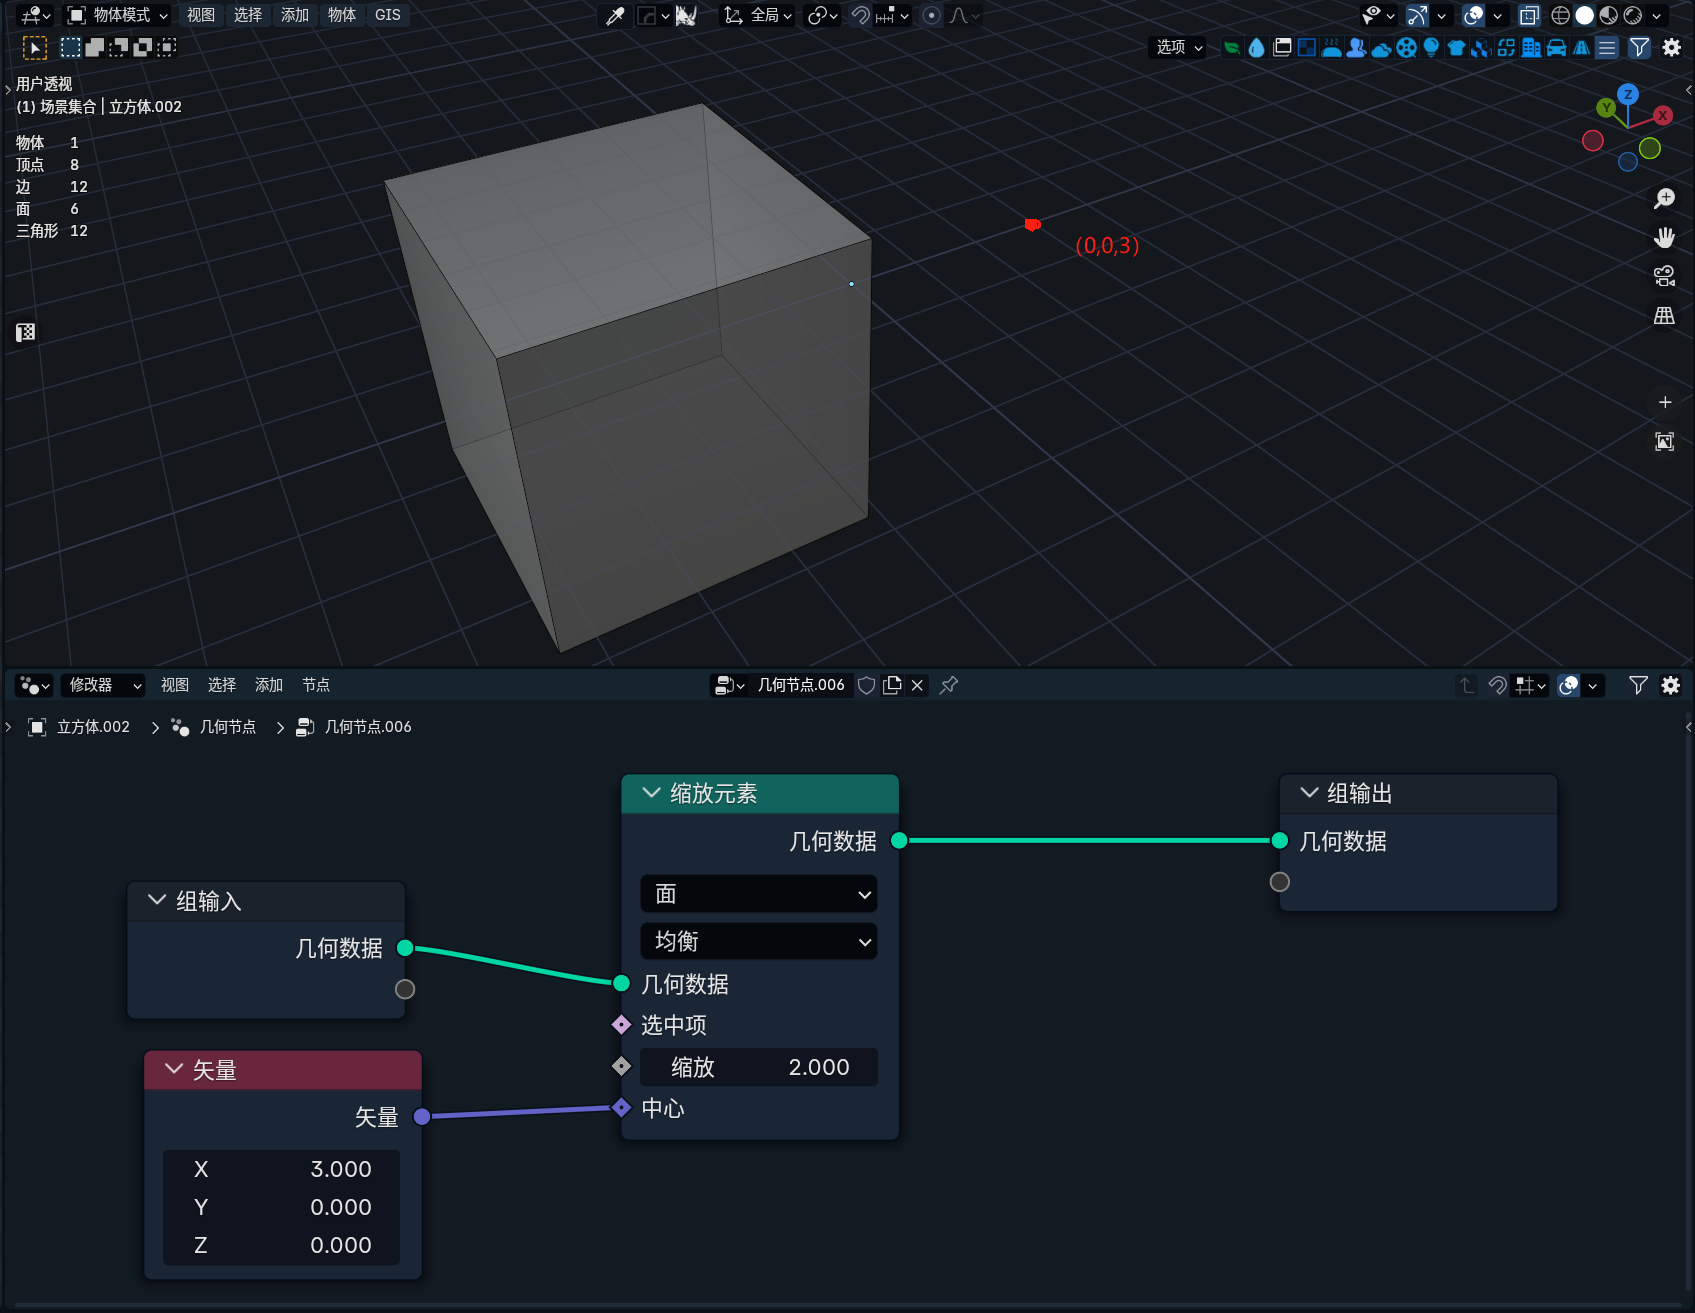 物体模式 视图 选择 添加 物体 GIS 全局
选项
用户透视
(1) 场景集合 | 立方体.002
物体 1
顶点 8
边 12
面 6
三角形 12
Z
Y
X
(0,0,3)
修改器 视图 选择 添加 节点 几何节点.006
立方体.002 几何节点 几何节点.006
缩放元素
几何数据
面
均衡
几何数据
选中项
缩放 2.000
中心
组输出
几何数据
组输入
几何数据
矢量
矢量
X 3.000
Y 0.000
Z 0.000